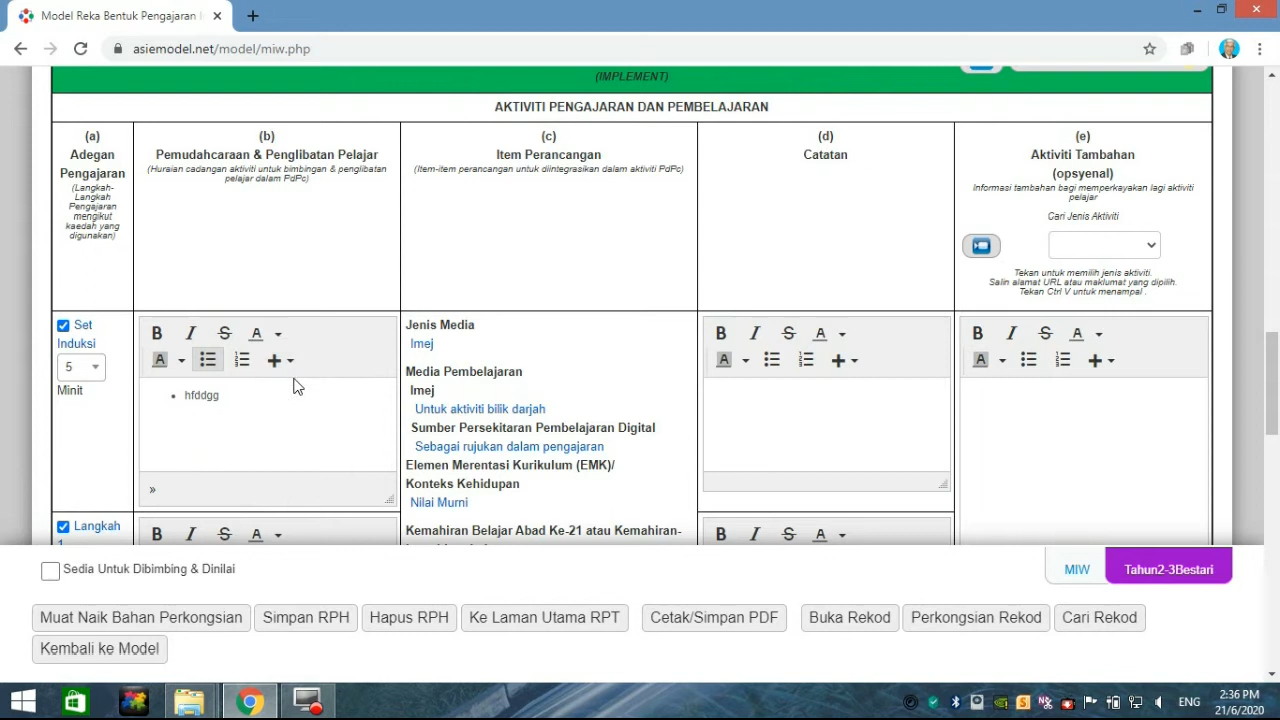 Model Reka Bentuk Pengajaran
asiemodel.net/model/miw.php
(IMPLEMENT)
AKTIVITI PENGAJARAN DAN PEMBELAJARAN
(a)
Adegan
Pengajaran
(Langkah-
Langkah
Pengajaran
mengikut
kaedah yang
digunakan)
(b)
Pemudahcaraan & Penglibatan Pelajar
(Huraian cadangan aktiviti untuk bimbingan & penglibatan
pelajar dalam PdPc)
(c)
Item Perancangan
(Item-item perancangan untuk diintegrasikan dalam aktiviti PdPc)
(d)
Catatan
(e)
Aktiviti Tambahan
(opsyenal)
Informasi tambahan bagi memperkayakan lagi aktiviti
pelajar
Cari Jenis Aktiviti
Tekan untuk memilih jenis aktiviti.
Salin alamat URL atau maklumat yang dipilih.
Tekan Ctrl V untuk menampal .
Set
Induksi
5
Minit
B I S A
A
hfddgg
»
Jenis Media
Imej
Media Pembelajaran
Imej
Untuk aktiviti bilik darjah
Sumber Persekitaran Pembelajaran Digital
Sebagai rujukan dalam pengajaran
Elemen Merentasi Kurikulum (EMK)/
Konteks Kehidupan
Nilai Murni
Kemahiran Belajar Abad Ke-21 atau Kemahiran-
B I S A
A
B I S A
A
Langkah
B I S A
B I S A
Sedia Untuk Dibimbing & Dinilai
MIW
Tahun2-3Bestari
Muat Naik Bahan Perkongsian
Simpan RPH
Hapus RPH
Ke Laman Utama RPT
Cetak/Simpan PDF
Buka Rekod
Perkongsian Rekod
Cari Rekod
Kembali ke Model
ENG
2:36 PM
21/6/2020